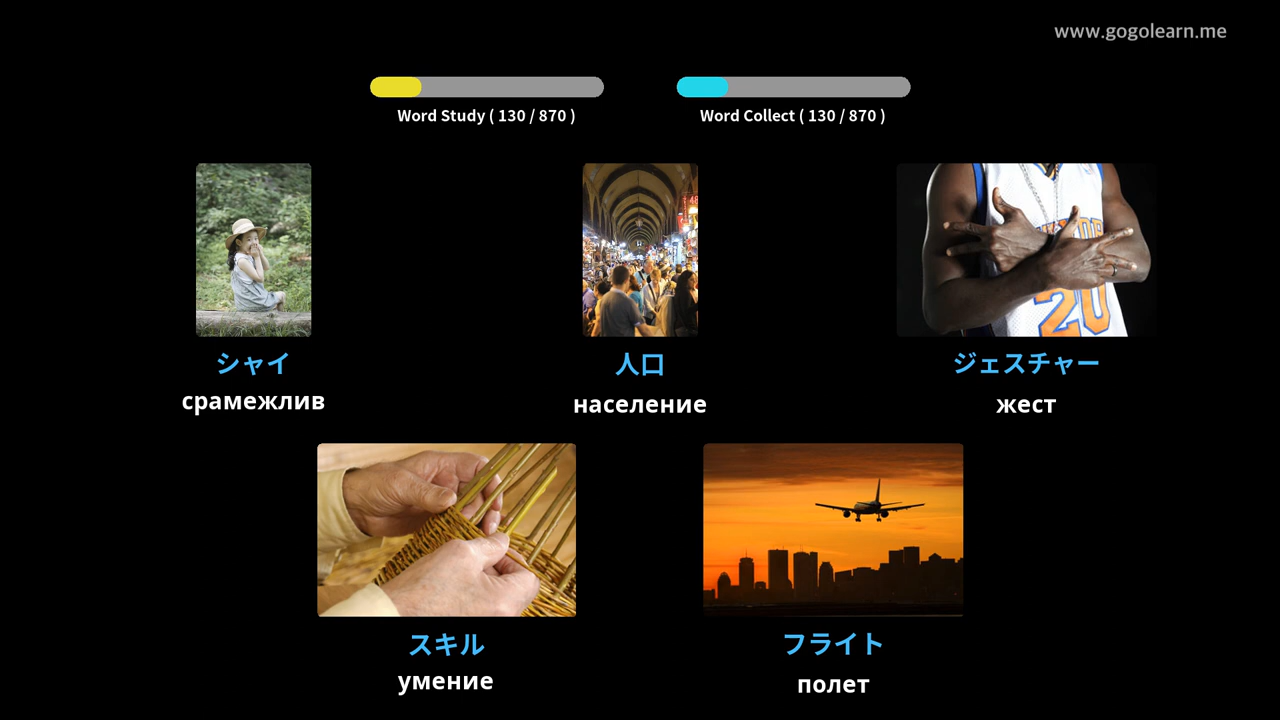 www.gogolearn.me
Word Study ( 130 / 870 )
Word Collect ( 130 / 870 )
シャイ
срамежлив
人口
население
ジェスチャー
жест
スキル
умение
フライト
полет
20